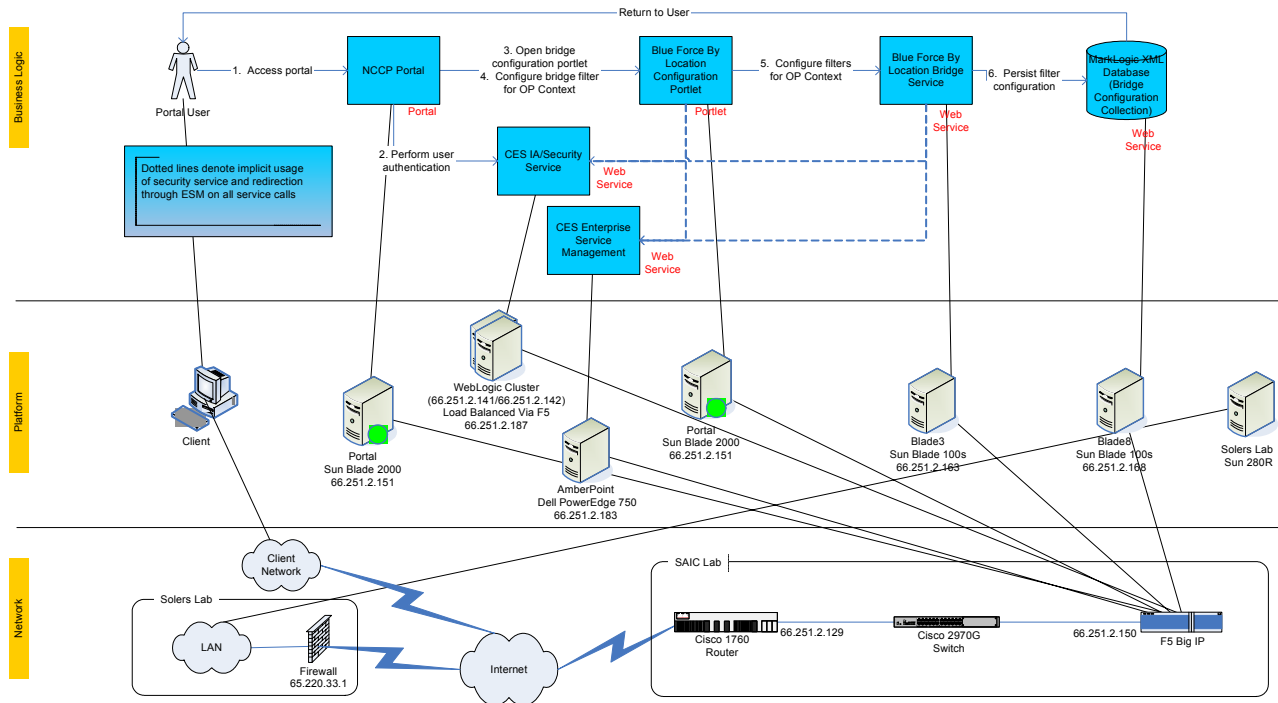 Return to User
Business Logic
1. Access portal
NCCP Portal
3. Open bridge
configuration portlet
4. Configure bridge filter
for OP Context
Blue Force By
Location
Configuration
Portlet
5. Configure filters
for OP Context
Blue Force By
Location Bridge
Service
6. Persist filter
configuration
MarkLogic XML
Database
(Bridge
Configuration
Collection)
Portal User
Portal
Portlet
Web
Service
Web
Service
2. Perform user
authentication
CES IA/Security
Service
Web
Service
Dotted lines denote implicit usage
of security service and redirection
through ESM on all service calls
CES Enterprise
Service
Management
Web
Service
Platform
Client
Portal
Sun Blade 2000
66.251.2.151
WebLogic Cluster
(66.251.2.141/66.251.2.142)
Load Balanced Via F5
66.251.2.187
AmberPoint
Dell PowerEdge 750
66.251.2.183
Portal
Sun Blade 2000
66.251.2.151
Blade3
Sun Blade 100s
66.251.2.163
Blade8
Sun Blade 100s
66.251.2.168
Solers Lab
Sun 280R
Network
Client
Network
Solers Lab
LAN
Firewall
65.220.33.1
Internet
SAIC Lab
Cisco 1760
Router
66.251.2.129
Cisco 2970G
Switch
66.251.2.150
F5 Big IP